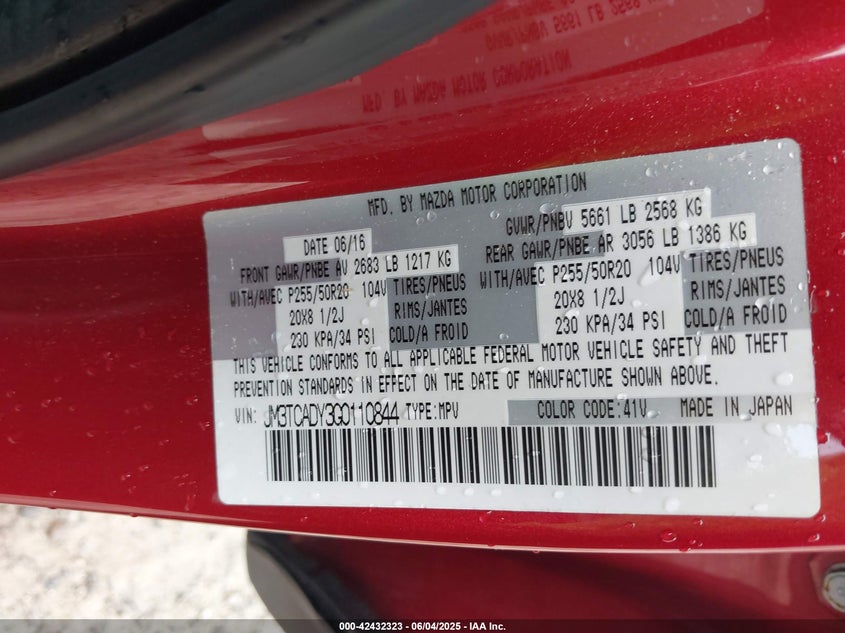 MFD. BY MAZDA MOTOR CORPORATION
DATE 06/16 GVWR/PNBV 5661 LB 2568 KG
FRONT GAWR/PNBE AV 2683 LB 1217 KG REAR GAWR/PNBE AR 3056 LB 1386 KG
WITH/AVEC P255/50R20 104V TIRES/PNEUS WITH/AVEC P255/50R20 104V TIRES/PNEUS
20X8 1/2J RIMS/JANTES 20X8 1/2J RIMS/JANTES
230 KPA/34 PSI COLD/A FROID 230 KPA/34 PSI COLD/A FROID
THIS VEHICLE CONFORMS TO ALL APPLICABLE FEDERAL MOTOR VEHICLE SAFETY AND THEFT
PREVENTION STANDARDS IN EFFECT ON THE DATE OF MANUFACTURE SHOWN ABOVE.
VIN: JM3TCADY3G0110844 TYPE:MPV COLOR CODE:41V MADE IN JAPAN
000-42432323 - 06/04/2025 - IAA Inc.